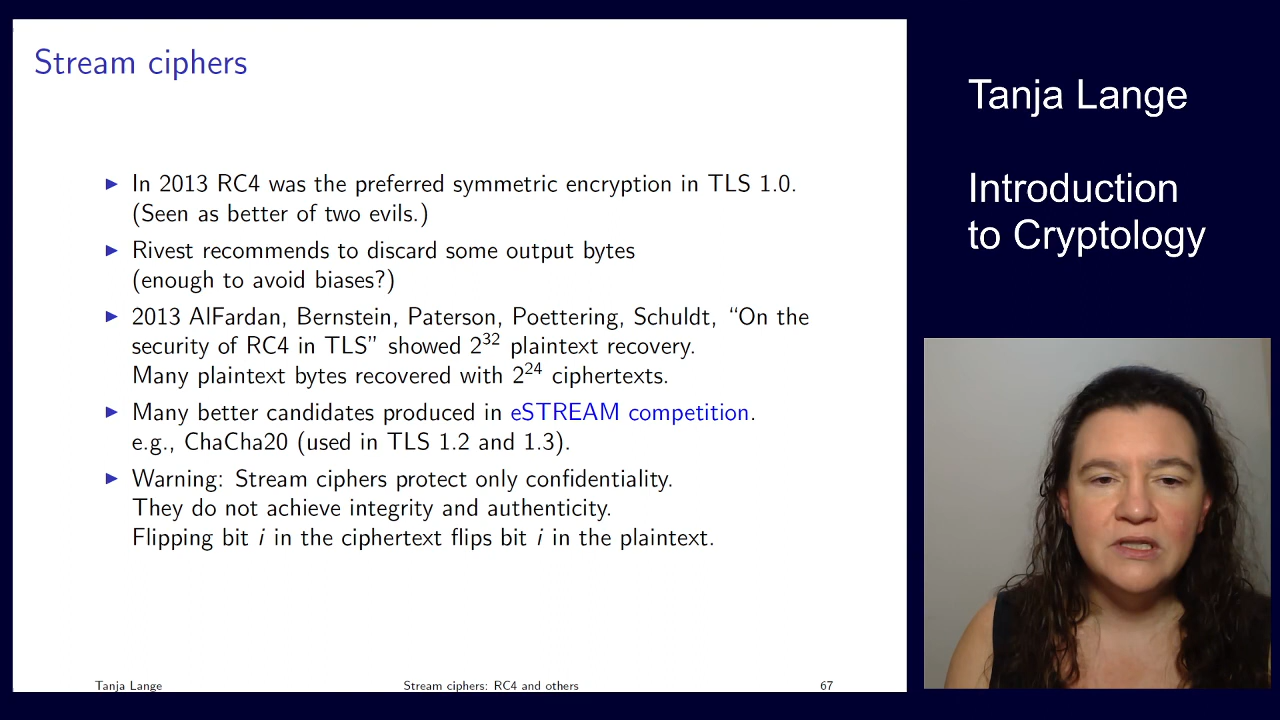 Stream ciphers
▶ In 2013 RC4 was the preferred symmetric encryption in TLS 1.0.
(Seen as better of two evils.)
▶ Rivest recommends to discard some output bytes
(enough to avoid biases?)
▶ 2013 AlFardan, Bernstein, Paterson, Poettering, Schuldt, “On the
security of RC4 in TLS” showed 2³² plaintext recovery.
Many plaintext bytes recovered with 2²⁴ ciphertexts.
▶ Many better candidates produced in eSTREAM competition.
e.g., ChaCha20 (used in TLS 1.2 and 1.3).
▶ Warning: Stream ciphers protect only confidentiality.
They do not achieve integrity and authenticity.
Flipping bit i in the ciphertext flips bit i in the plaintext.
Tanja Lange
Stream ciphers: RC4 and others
67
Tanja Lange
Introduction
to Cryptology